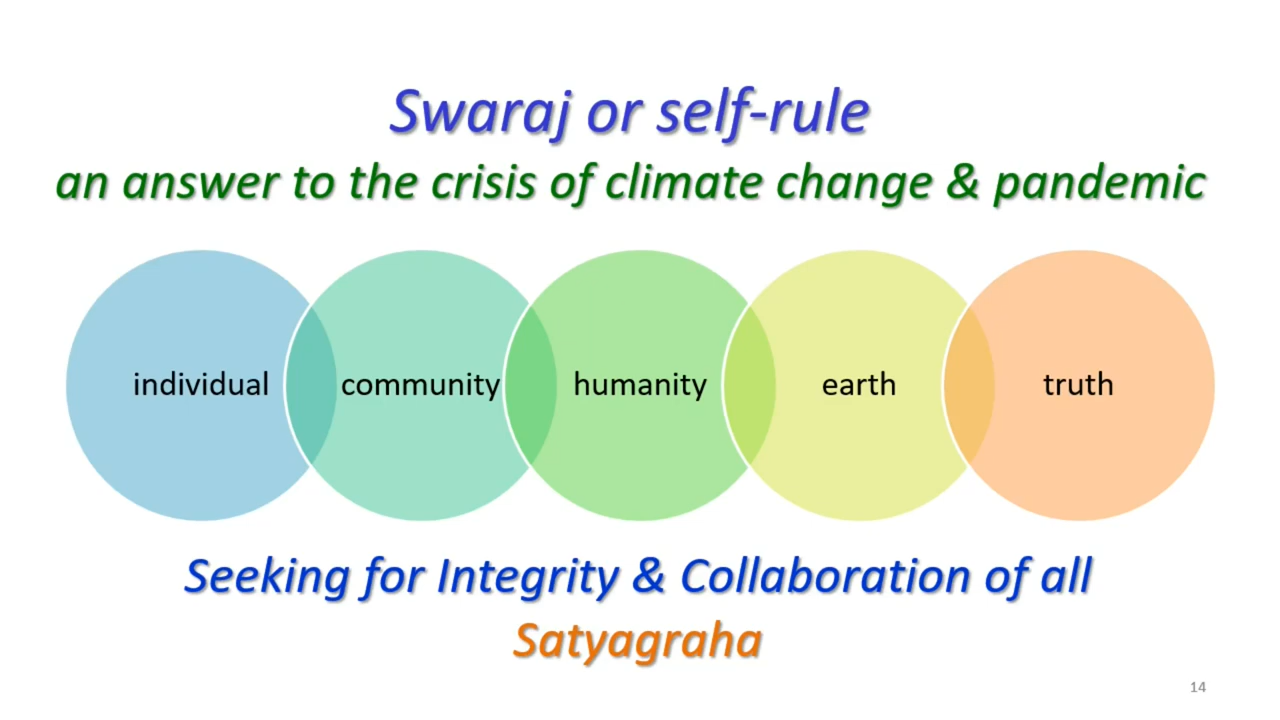 Swaraj or self-rule
an answer to the crisis of climate change & pandemic
individual community humanity earth truth
Seeking for Integrity & Collaboration of all
Satyagraha
14